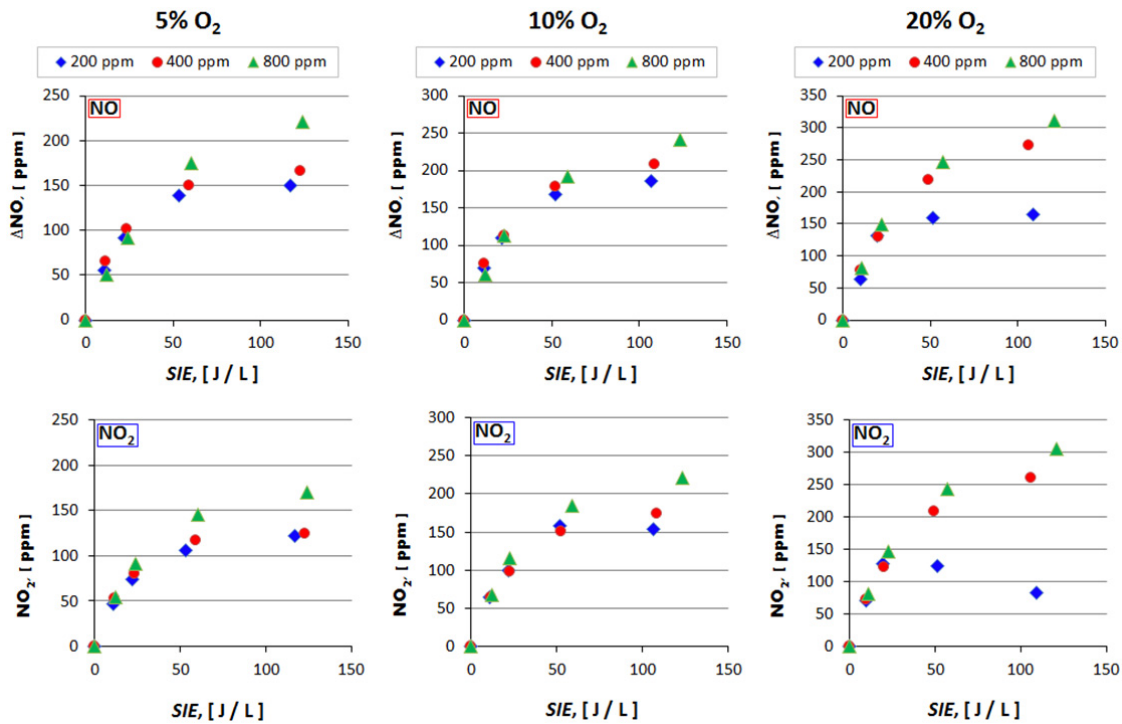 5% O₂
10% O₂
20% O₂
200 ppm 400 ppm 800 ppm
200 ppm 400 ppm 800 ppm
200 ppm 400 ppm 800 ppm
NO
ΔNO, [ ppm ]
250
200
150
100
50
0
0 50 100 150
SIE, [ J / L ]
NO
ΔNO, [ ppm ]
300
250
200
150
100
50
0
0 50 100 150
SIE, [ J / L ]
NO
ΔNO, [ ppm ]
350
300
250
200
150
100
50
0
0 50 100 150
SIE, [ J / L ]
NO₂
NO₂, [ ppm ]
250
200
150
100
50
0
0 50 100 150
SIE, [ J / L ]
NO₂
NO₂, [ ppm ]
300
250
200
150
100
50
0
0 50 100 150
SIE, [ J / L ]
NO₂
NO₂, [ ppm ]
350
300
250
200
150
100
50
0
0 50 100 150
SIE, [ J / L ]